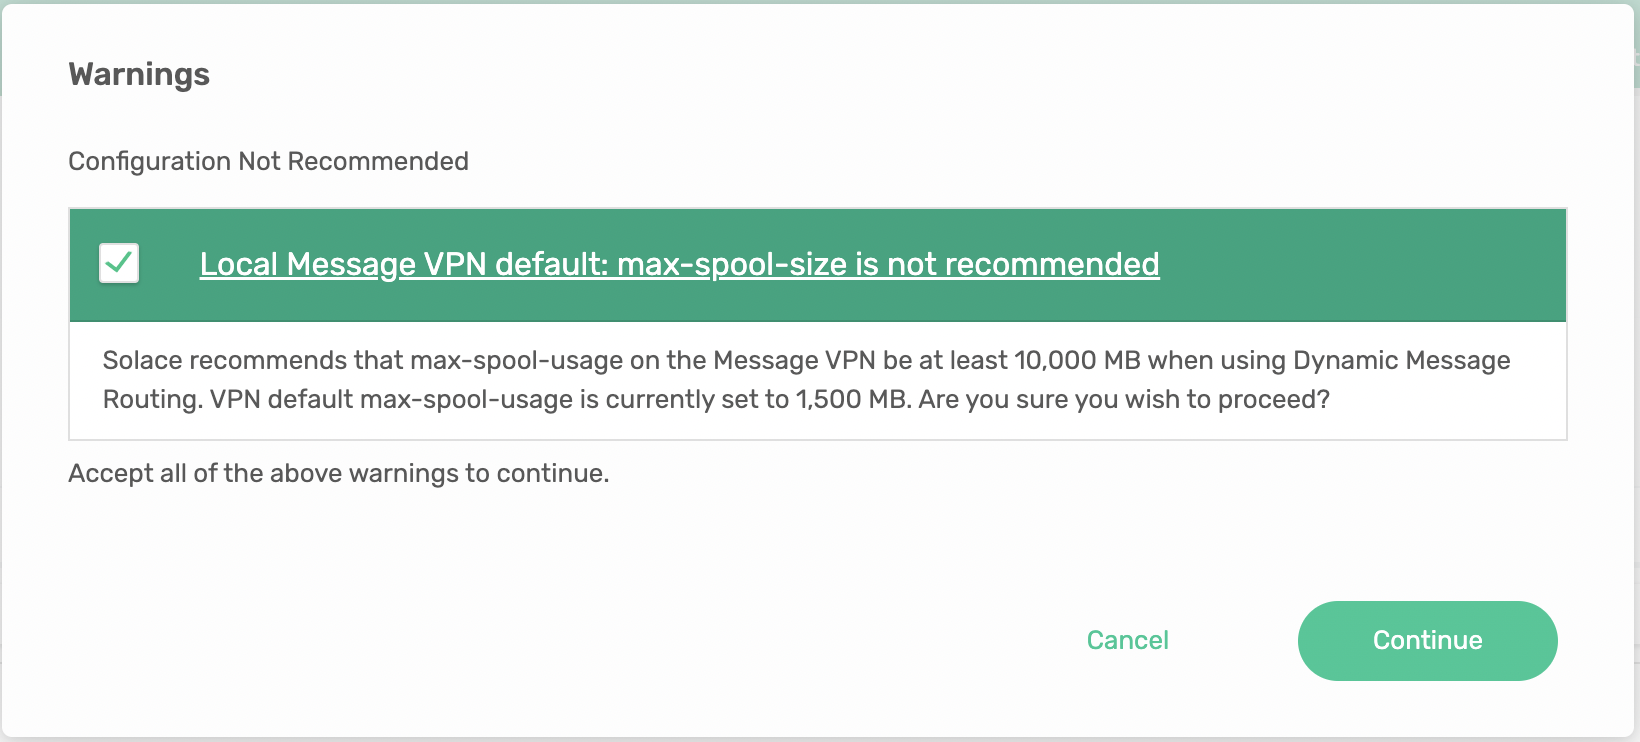 Warnings
Configuration Not Recommended
Local Message VPN default: max-spool-size is not recommended
Solace recommends that max-spool-usage on the Message VPN be at least 10,000 MB when using Dynamic Message
Routing. VPN default max-spool-usage is currently set to 1,500 MB. Are you sure you wish to proceed?
Accept all of the above warnings to continue.
Cancel
Continue